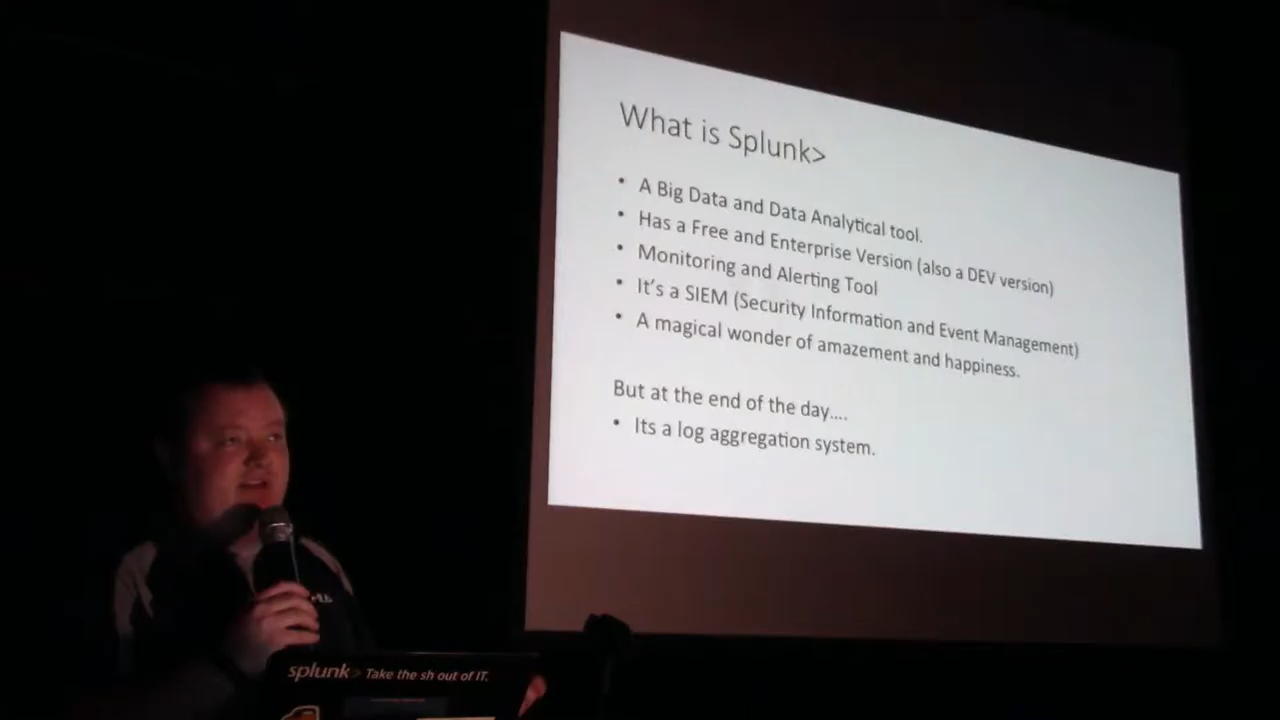 What is Splunk>
• A Big Data and Data Analytical tool.
• Has a Free and Enterprise Version (also a DEV version)
• Monitoring and Alerting Tool
• It's a SIEM (Security Information and Event Management)
• A magical wonder of amazement and happiness.
But at the end of the day....
• Its a log aggregation system.
splunk> Take the sh out of IT.